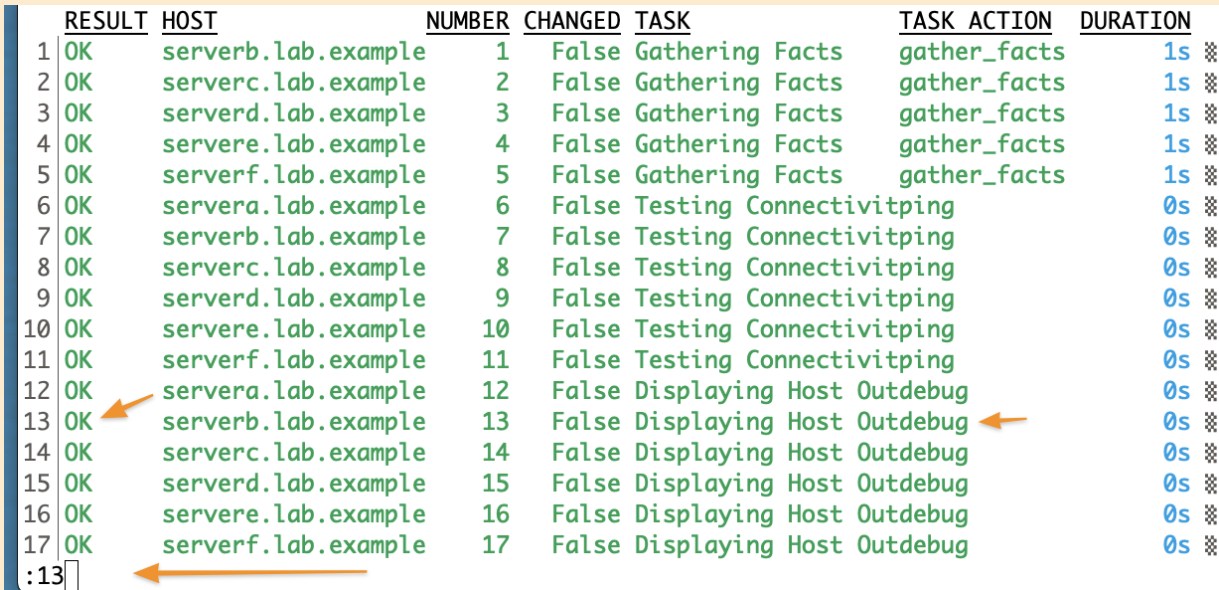 RESULT HOST NUMBER CHANGED TASK TASK ACTION DURATION
1 OK serverb.lab.example 1 False Gathering Facts gather_facts 1s
2 OK serverc.lab.example 2 False Gathering Facts gather_facts 1s
3 OK serverd.lab.example 3 False Gathering Facts gather_facts 1s
4 OK servere.lab.example 4 False Gathering Facts gather_facts 1s
5 OK serverf.lab.example 5 False Gathering Facts gather_facts 1s
6 OK servera.lab.example 6 False Testing Connectivitping 0s
7 OK serverb.lab.example 7 False Testing Connectivitping 0s
8 OK serverc.lab.example 8 False Testing Connectivitping 0s
9 OK serverd.lab.example 9 False Testing Connectivitping 0s
10 OK servere.lab.example 10 False Testing Connectivitping 0s
11 OK serverf.lab.example 11 False Testing Connectivitping 0s
12 OK servera.lab.example 12 False Displaying Host Outdebug 0s
13 OK serverb.lab.example 13 False Displaying Host Outdebug 0s
14 OK serverc.lab.example 14 False Displaying Host Outdebug 0s
15 OK serverd.lab.example 15 False Displaying Host Outdebug 0s
16 OK servere.lab.example 16 False Displaying Host Outdebug 0s
17 OK serverf.lab.example 17 False Displaying Host Outdebug 0s
:13